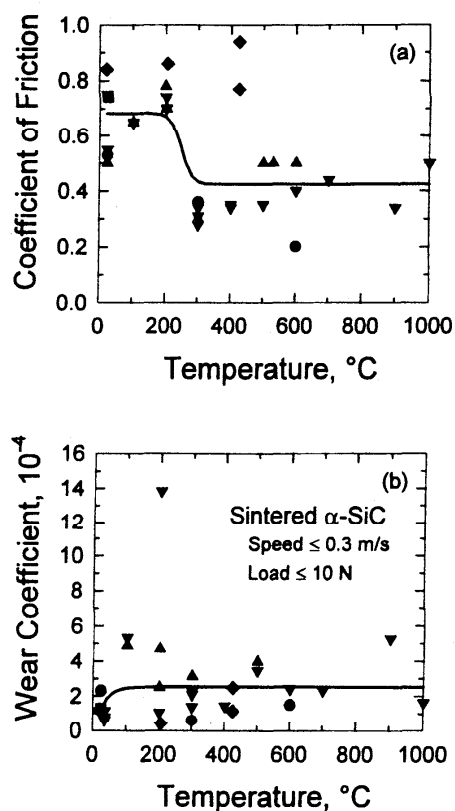 (a)
Coefficient of Friction
1.0
0.8
0.6
0.4
0.2
0.0
0 200 400 600 800 1000
Temperature, °C
(b)
Wear Coefficient, 10⁻⁴
16
14
12
10
8
6
4
2
0
Sintered α-SiC
Speed ≤ 0.3 m/s
Load ≤ 10 N
0 200 400 600 800 1000
Temperature, °C